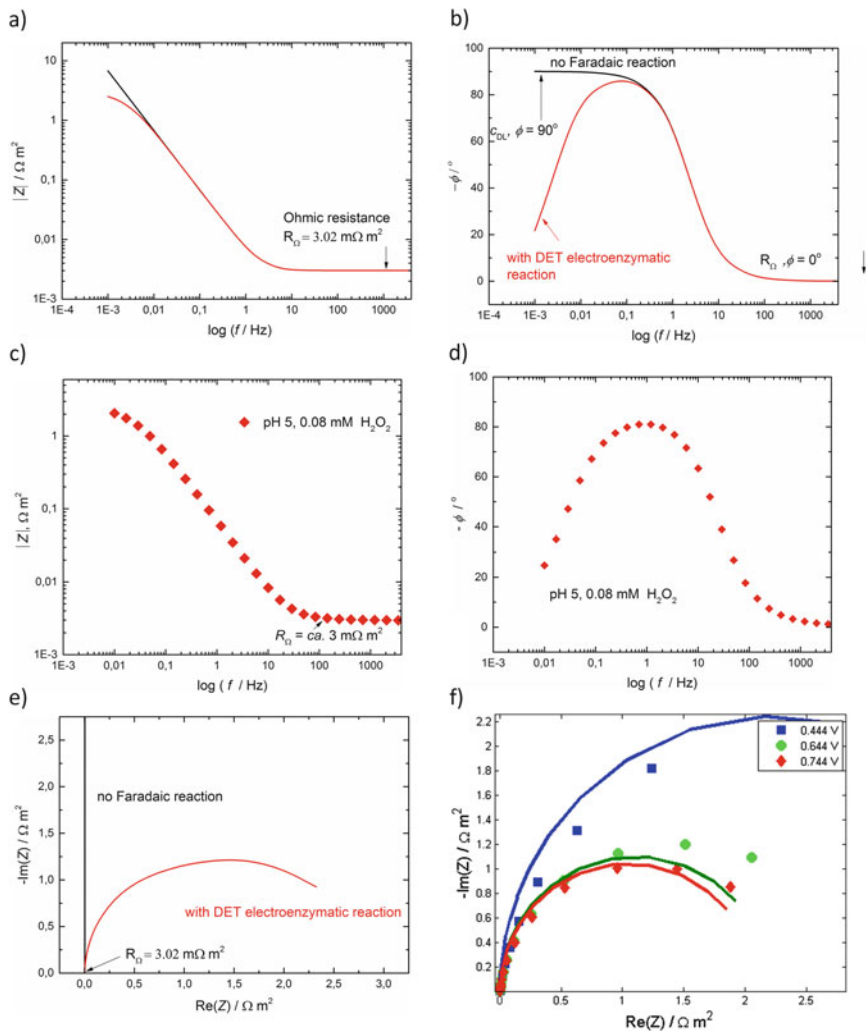 a)
10
1
0,1
0,01
1E-3
|Z| / Ω m²
Ohmic resistance
R_Ω = 3.02 mΩ m²
1E-4 1E-3 0,01 0,1 1 10 100 1000
log (f / Hz)
b)
100
80
60
40
20
0
−ϕ/ °
no Faradaic reaction
c_DL, ϕ = 90°
with DET electroenzymatic
reaction
R_Ω ,ϕ=0°
1E-4 1E-3 0,01 0,1 1 10 100 1000
log (f / Hz)
c)
1
0,1
0,01
1E-3
|Z|, Ω m²
pH 5, 0.08 mM H₂O₂
R_Ω = ca. 3 mΩ m²
1E-3 0,01 0,1 1 10 100 1000
log (f / Hz)
d)
100
80
60
40
20
0
- ϕ / °
pH 5, 0.08 mM H₂O₂
1E-3 0,01 0,1 1 10 100 1000
log (f / Hz)
e)
2,5
2,0
1,5
1,0
0,5
0,0
-Im(Z) / Ω m²
no Faradaic reaction
with DET electroenzymatic reaction
R_Ω = 3.02 mΩ m²
0,0 0,5 1,0 1,5 2,0 2,5 3,0
Re(Z) / Ω m²
f)
2.2
2
1.8
1.6
1.4
1.2
1
0.8
0.6
0.4
0.2
-Im(Z) / Ω m²
0.444 V
0.644 V
0.744 V
0 0.5 1 1.5 2 2.5 3
Re(Z) / Ω m²